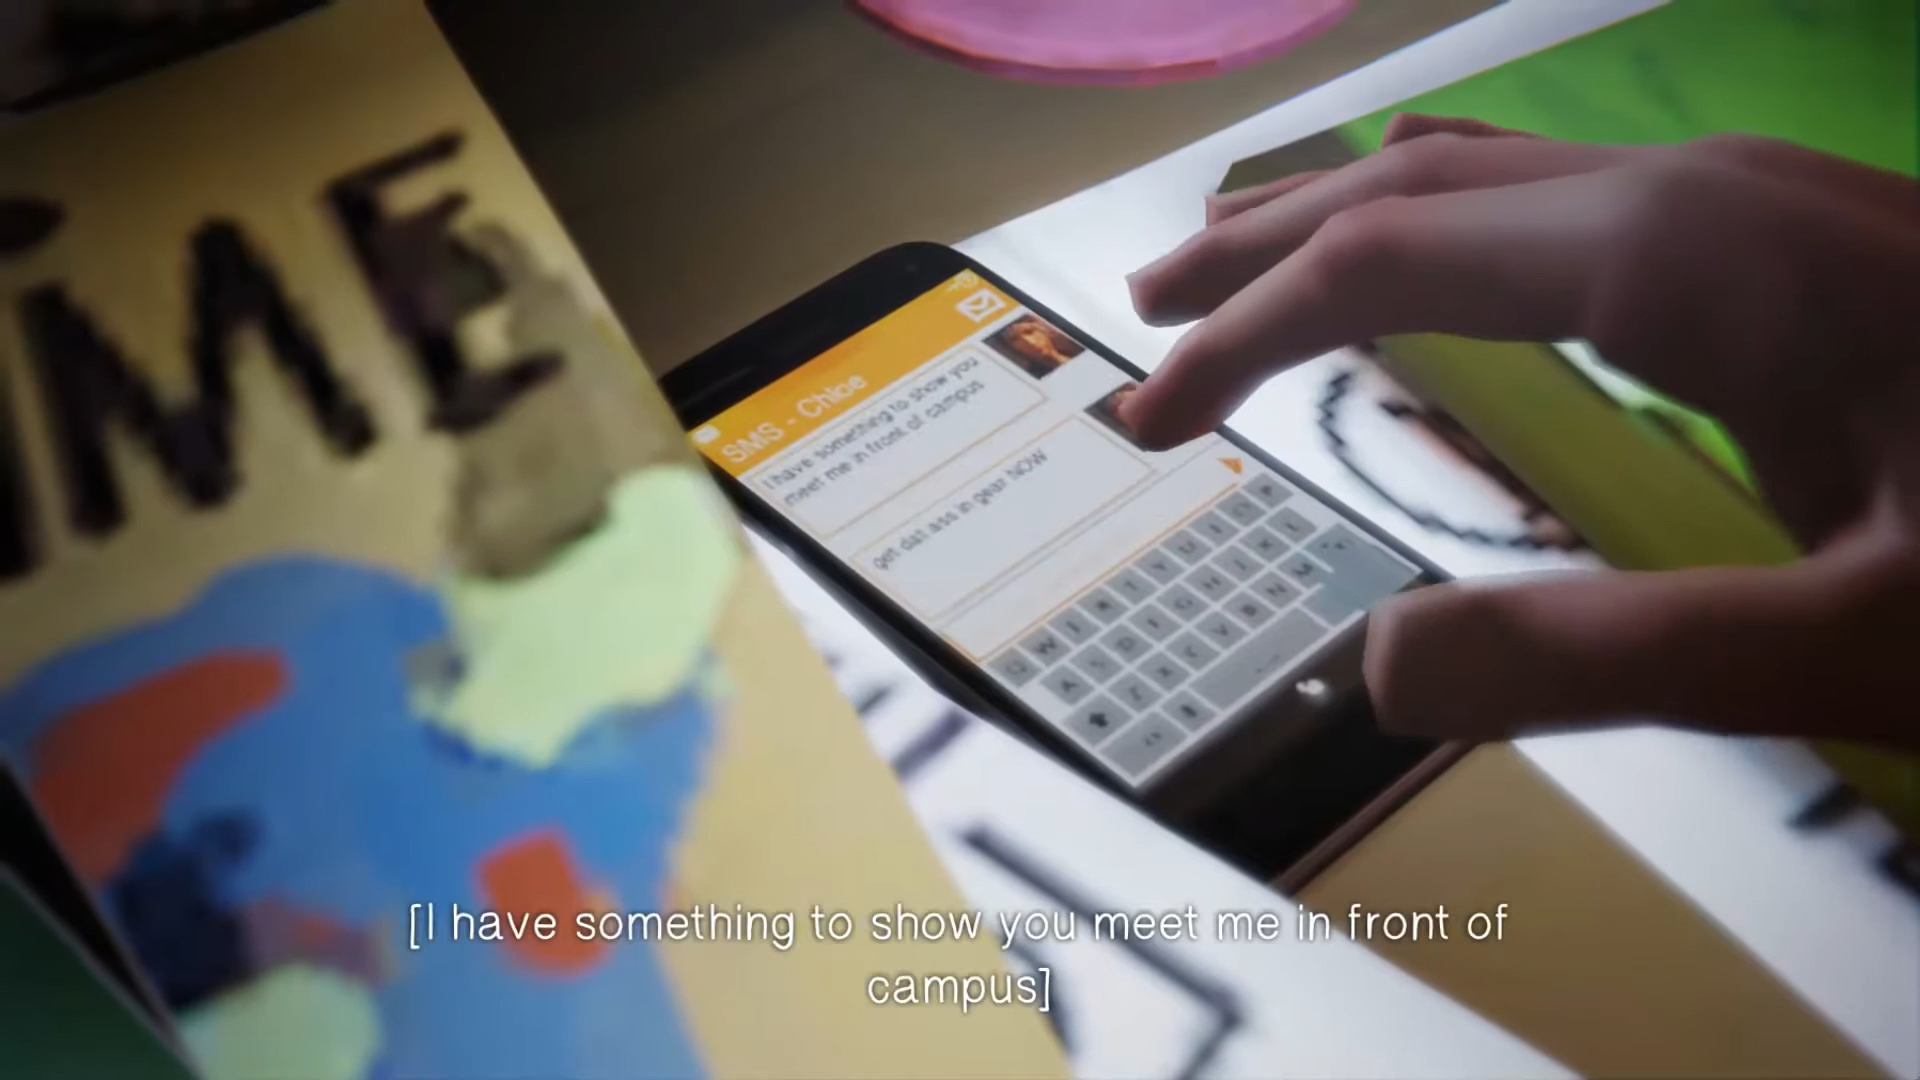 IME
SMS - Chloe
I have something to show you
meet me in front of campus
get dat ass in gear NOW
[I have something to show you meet me in front of
campus]